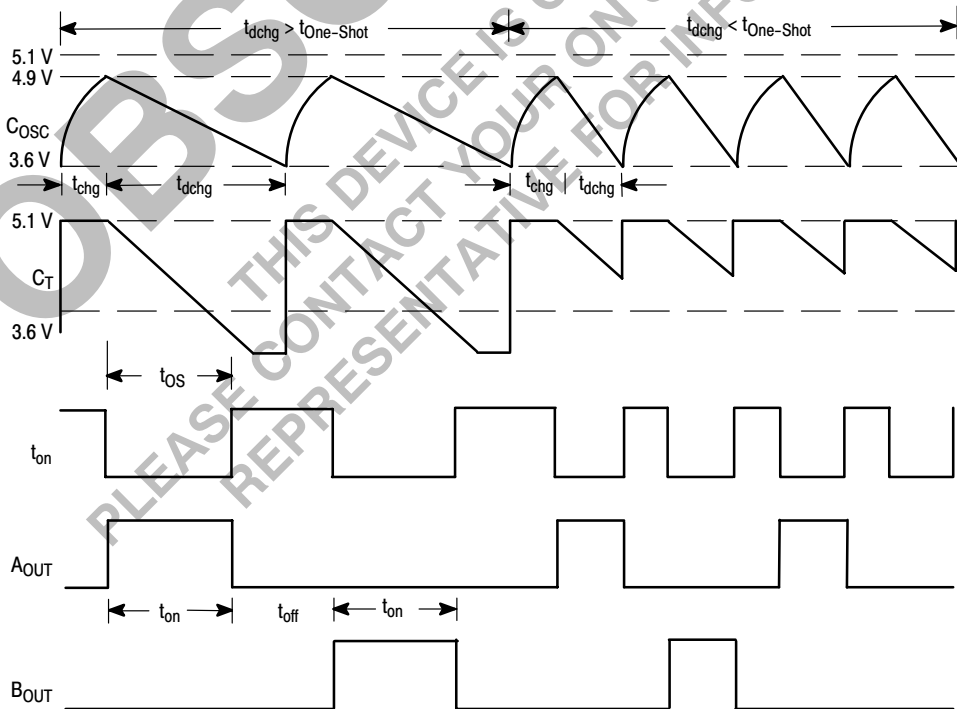 t_dchg > t_One-Shot
t_dchg < t_One-Shot
5.1 V
4.9 V
C_OSC
3.6 V
t_chg
t_dchg
t_chg
t_dchg
5.1 V
C_T
3.6 V
t_OS
t_on
A_OUT
t_on
t_off
t_on
B_OUT
OBS
THIS DEVICE IS
PLEASE CONTACT YOUR ON S
REPRESENTATIVE FOR INF